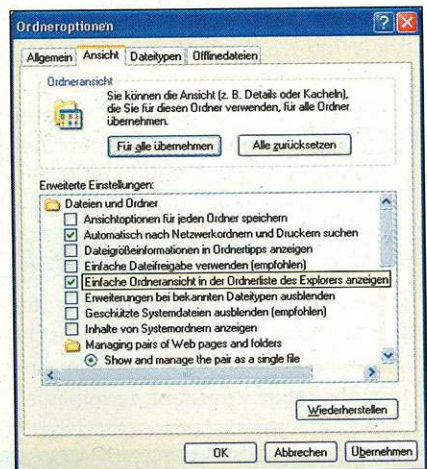 Ordneroptionen
Allgemein Ansicht Dateitypen Offlinedateien
Ordneransicht
Sie können die Ansicht (z. B. Details oder Kacheln),
die Sie für diesen Ordner verwenden, für alle Ordner
übernehmen.
Für alle übernehmen Alle zurücksetzen
Erweiterte Einstellungen:
Dateien und Ordner
Ansichtoptionen für jeden Ordner speichern
Automatisch nach Netzwerkordnern und Druckern suchen
Dateigrößeinformationen in Ordnertipps anzeigen
Einfache Dateifreigabe verwenden (empfohlen)
Einfache Ordneransicht in der Ordnerliste des Explorers anzeigen
Erweiterungen bei bekannten Dateitypen ausblenden
Geschützte Systemdateien ausblenden (empfohlen)
Inhalte von Systemordnern anzeigen
Managing pairs of Web pages and folders
Show and manage the pair as a single file
Wiederherstellen
OK Abbrechen Übernehmen